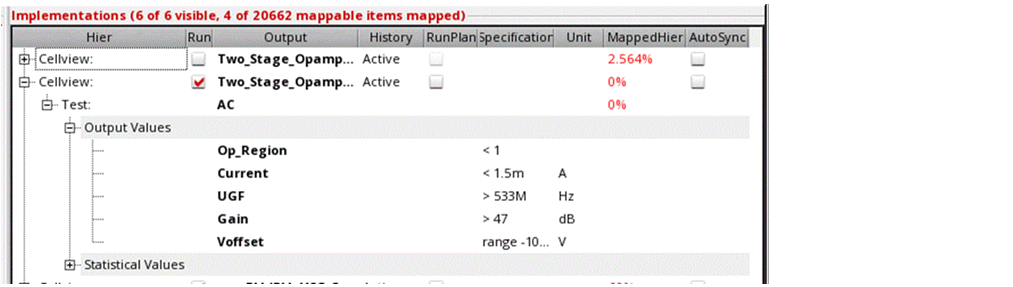 Implementations (6 of 6 visible, 4 of 20662 mappable items mapped)
Hier Run Output History RunPlan Specification Unit MappedHier AutoSync
Cellview: Two_Stage_Opamp... Active 2.564%
Cellview: Two_Stage_Opamp... Active 0%
Test: AC 0%
Output Values
Op_Region < 1
Current < 1.5m A
UGF > 533M Hz
Gain > 47 dB
Voffset range -10... V
Statistical Values